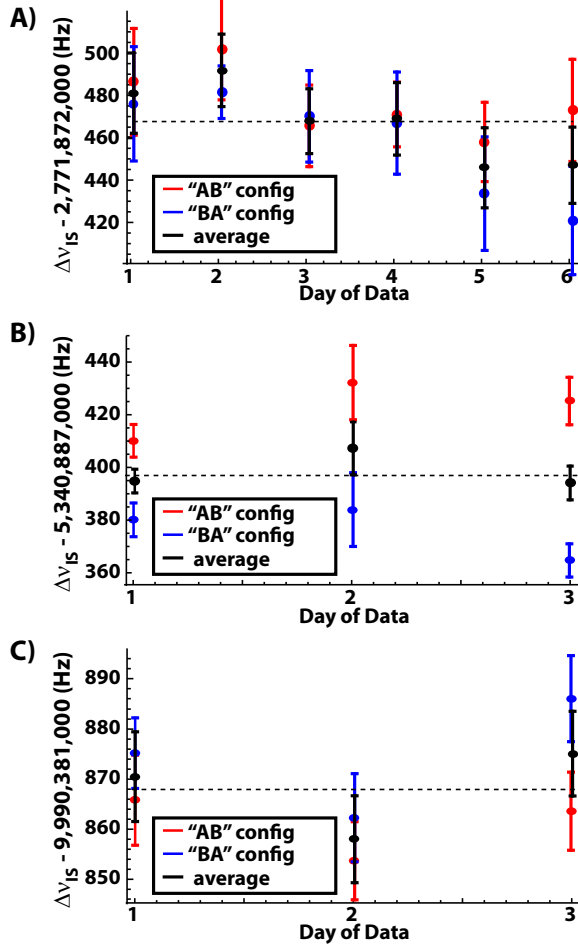 A)
Δν_IS - 2,771,872,000 (Hz)
500
480
460
440
420
"AB" config
"BA" config
average
1 2 3 4 5 6
Day of Data
B)
Δν_IS - 5,340,887,000 (Hz)
440
420
400
380
360
"AB" config
"BA" config
average
1 2 3
Day of Data
C)
Δν_IS - 9,990,381,000 (Hz)
890
880
870
860
850
"AB" config
"BA" config
average
1 2 3
Day of Data